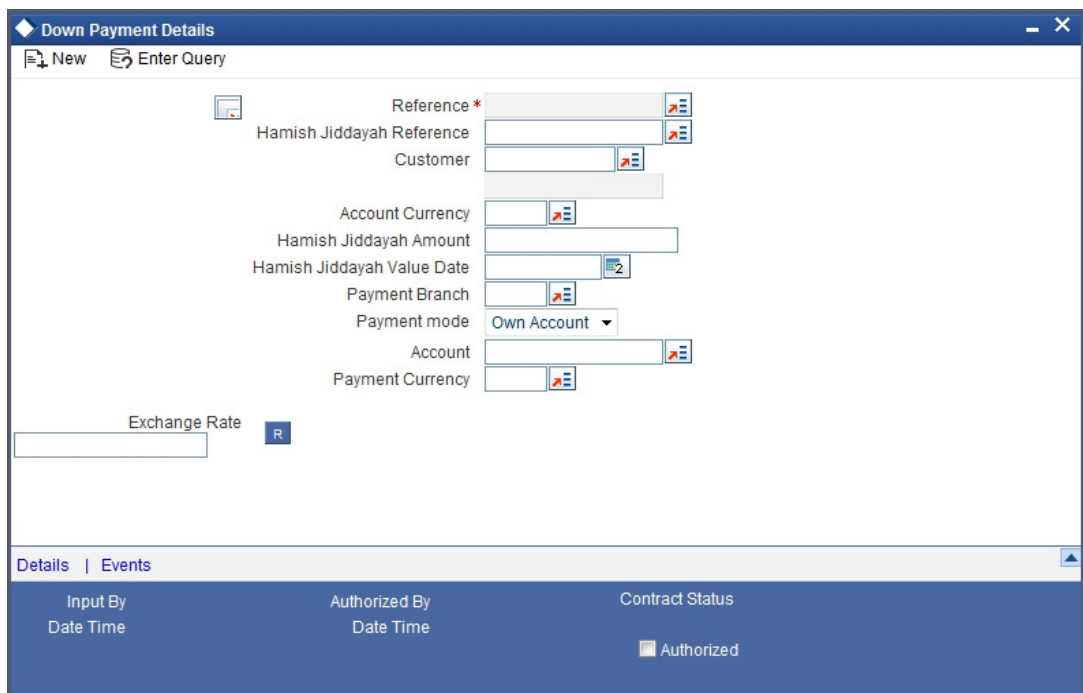 Down Payment Details
New Enter Query
Reference *
Hamish Jiddayah Reference
Customer
Account Currency
Hamish Jiddayah Amount
Hamish Jiddayah Value Date
2
Payment Branch
Payment mode Own Account
Account
Payment Currency
Exchange Rate
R
Details | Events
Input By Authorized By Contract Status
Date Time Date Time
Authorized